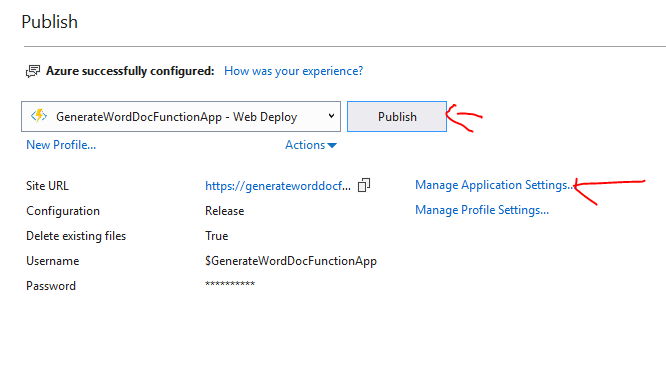 Publish
Azure successfully configured: How was your experience?
GenerateWordDocFunctionApp - Web Deploy Publish
New Profile... Actions
Site URL https://generateworddocf... Manage Application Settings...
Configuration Release Manage Profile Settings...
Delete existing files True
Username $GenerateWordDocFunctionApp
Password **********